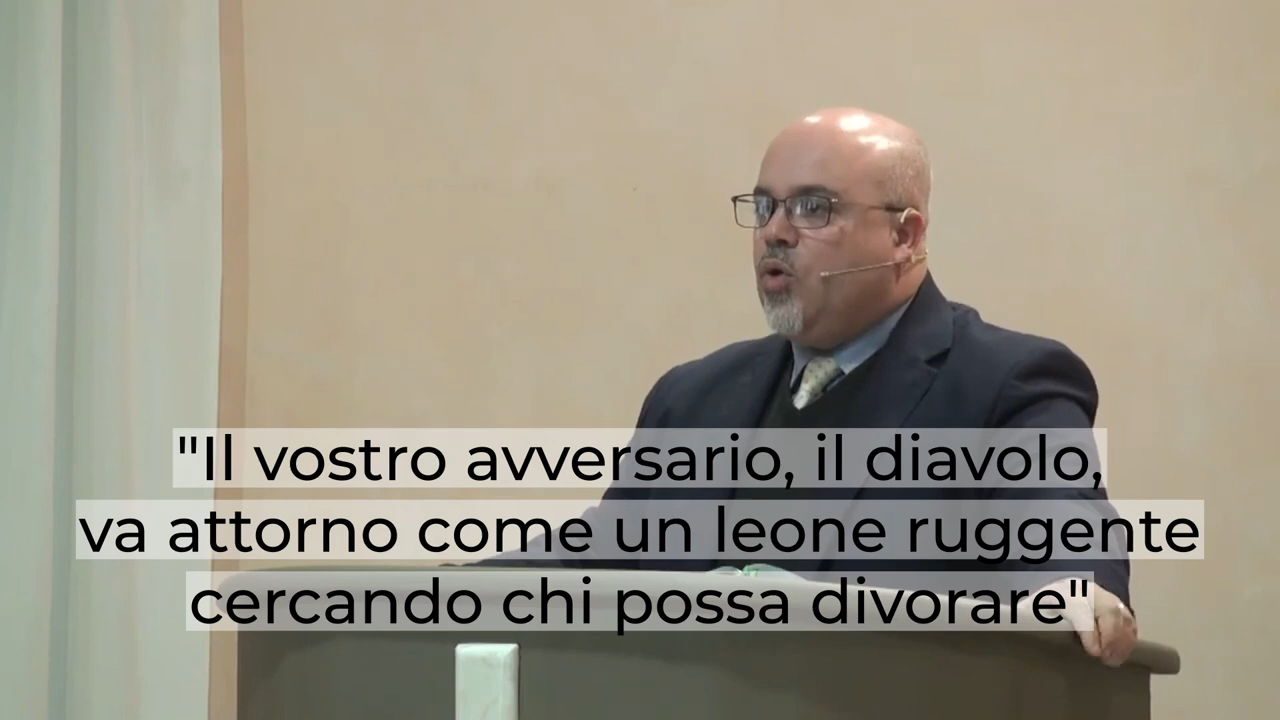 "Il vostro avversario, il diavolo,
va attorno come un leone ruggente
cercando chi possa divorare"